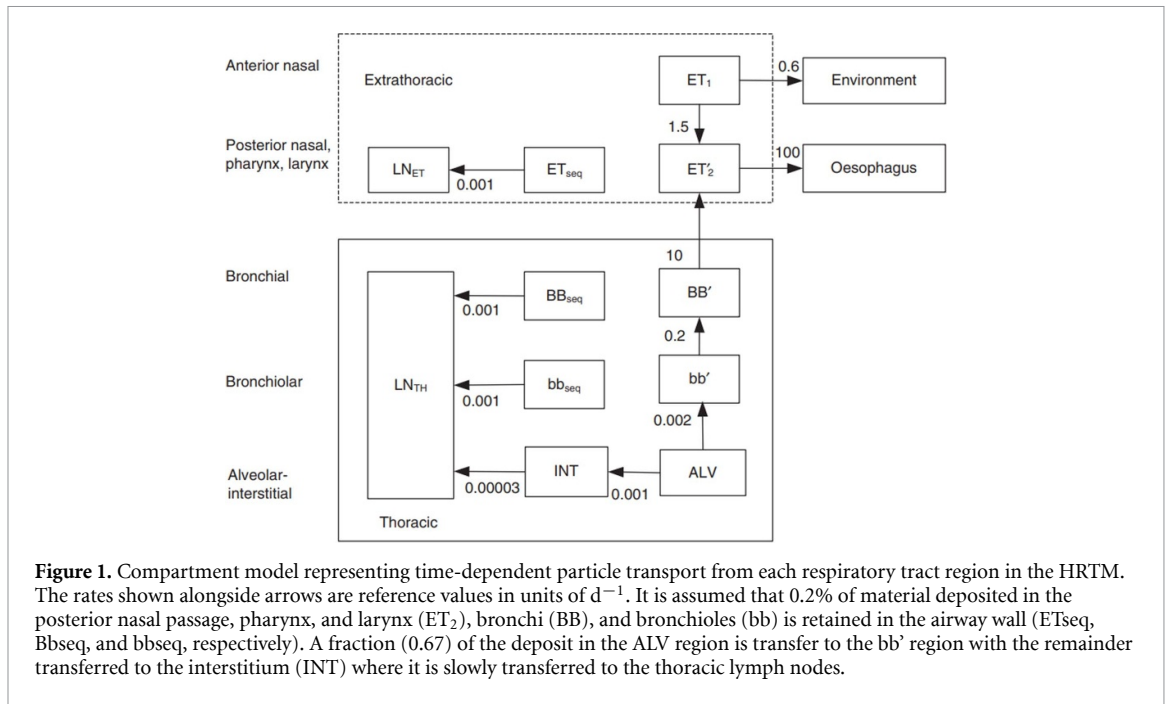 Anterior nasal
Extrathoracic
ET₁
0.6
Environment
1.5
Posterior nasal,
pharynx, larynx
LN_ET
0.001
ET_seq
ET′₂
100
Oesophagus
10
Bronchial
BB_seq
0.001
BB′
0.2
Bronchiolar
LN_TH
bb_seq
0.001
bb′
0.002
Alveolar-
interstitial
INT
0.00003
ALV
0.001
Thoracic
Figure 1. Compartment model representing time-dependent particle transport from each respiratory tract region in the HRTM.
The rates shown alongside arrows are reference values in units of d⁻¹. It is assumed that 0.2% of material deposited in the
posterior nasal passage, pharynx, and larynx (ET₂), bronchi (BB), and bronchioles (bb) is retained in the airway wall (ETseq,
Bbseq, and bbseq, respectively). A fraction (0.67) of the deposit in the ALV region is transfer to the bb' region with the remainder
transferred to the interstitium (INT) where it is slowly transferred to the thoracic lymph nodes.